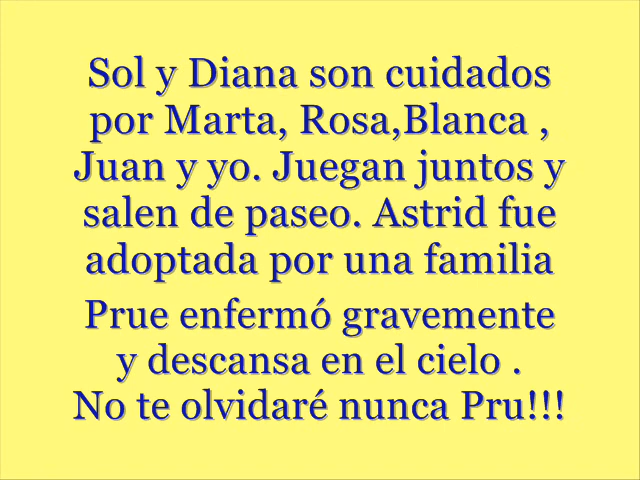 Sol y Diana son cuidados
por Marta, Rosa,Blanca ,
Juan y yo. Juegan juntos y
salen de paseo. Astrid fue
adoptada por una familia
Prue enfermó gravemente
y descansa en el cielo .
No te olvidaré nunca Pru!!!